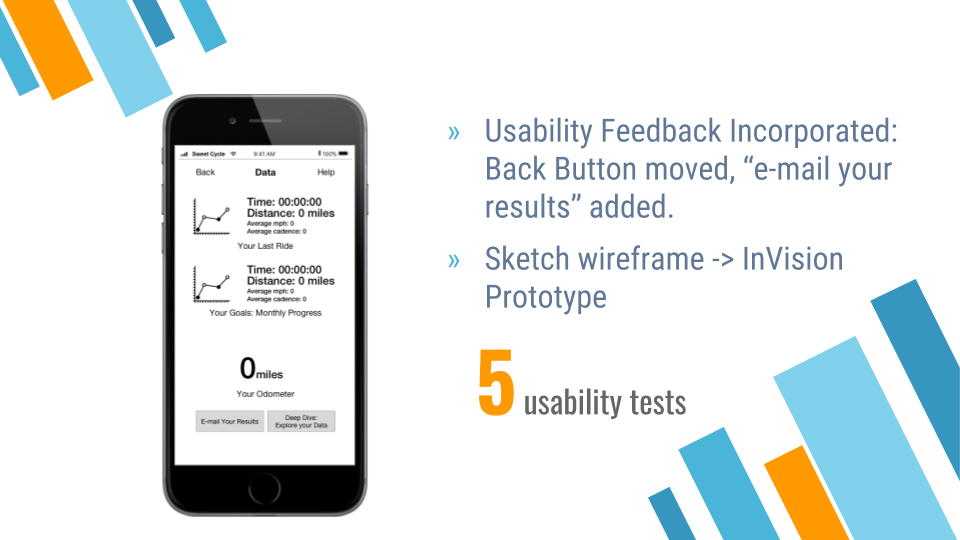 Sweet Cycle 9:41 AM 100%
Back Data Help
Time: 00:00:00
Distance: 0 miles
Average mph: 0
Average cadence: 0
Your Last Ride
Time: 00:00:00
Distance: 0 miles
Average mph: 0
Average cadence: 0
Your Goals: Monthly Progress
0miles
Your Odometer
E-mail Your Results
Deep Dive:
Explore your Data
» Usability Feedback Incorporated:
Back Button moved, “e-mail your
results” added.
» Sketch wireframe -> InVision
Prototype
5 usability tests